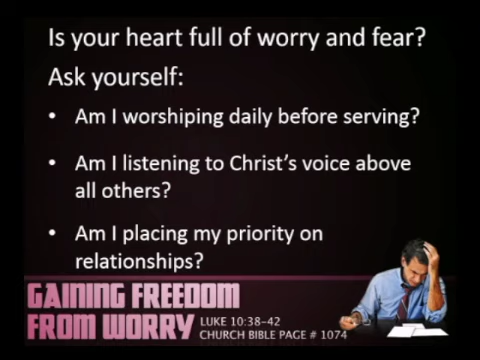 Is your heart full of worry and fear?
Ask yourself:
• Am I worshiping daily before serving?
• Am I listening to Christ's voice above
all others?
• Am I placing my priority on
relationships?
GAINING FREEDOM
FROM WORRY
LUKE 10:38-42
CHURCH BIBLE PAGE # 1074